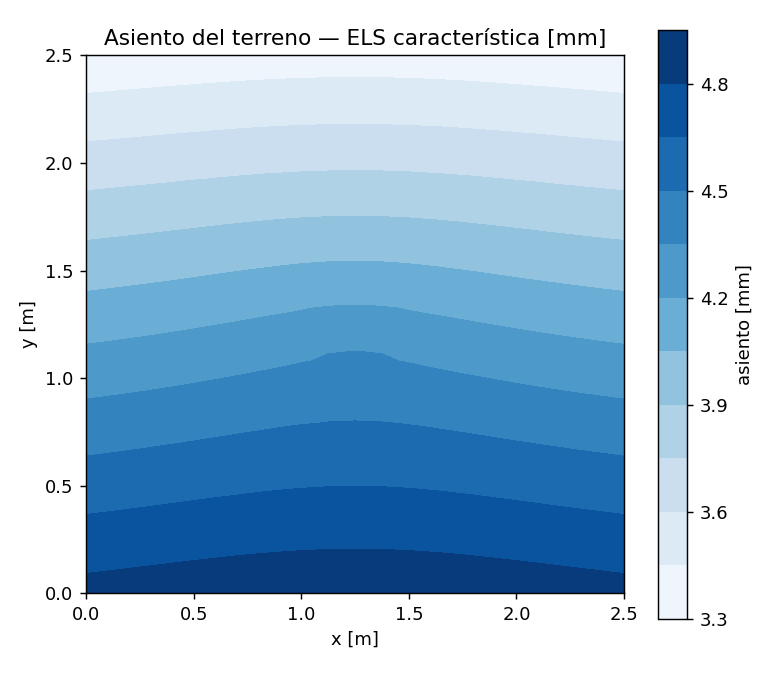 Asiento del terreno — ELS característica [mm]
2.5
2.0
1.5
1.0
0.5
0.0
y [m]
0.0 0.5 1.0 1.5 2.0 2.5
x [m]
4.8
4.5
4.2
3.9
3.6
3.3
asiento [mm]